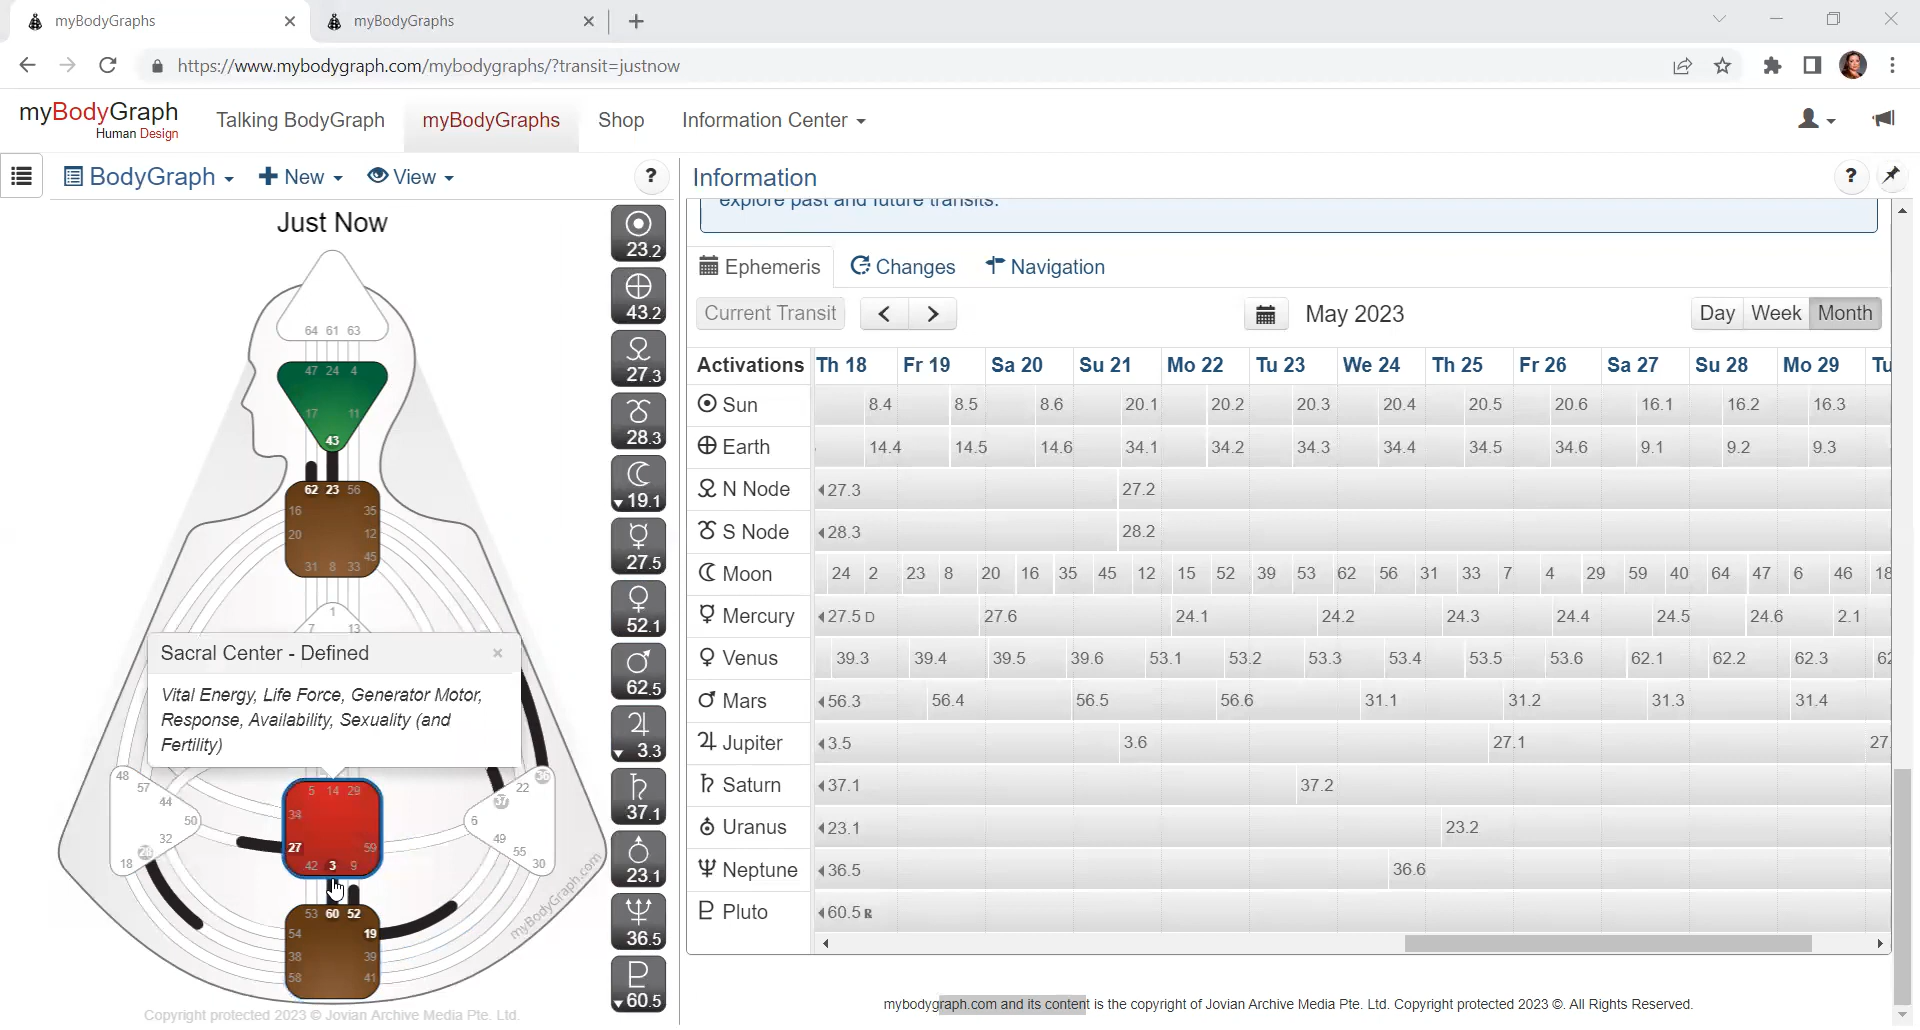 myBodyGraphs
myBodyGraphs
https://www.mybodygraph.com/mybodygraphs/?transit=justnow
myBodyGraph
Human Design
Talking BodyGraph
myBodyGraphs
Shop
Information Center
BodyGraph
New
View
?
Information
?
explore past and future transits.
Just Now
64 61 63
47 24 4
17 11
43
62 23 56
16 35
20 12
45
31 8 33
1
7 13
Sacral Center - Defined ×
Vital Energy, Life Force, Generator Motor,
Response, Availability, Sexuality (and
Fertility)
48
57
44
50
32
28
18
5 14 29
34
27 59
42 3 9
36
22
37
6
49
55
30
53 60 52
54 19
38 39
58 41
myBodyGraph.com
Copyright protected 2023 © Jovian Archive Media Pte. Ltd.
23.2
43.2
27.3
28.3
19.1
27.5
52.1
62.5
3.3
37.1
23.1
36.5
60.5
Ephemeris
Changes
Navigation
Current Transit
May 2023
Day Week Month
Activations Th 18 Fr 19 Sa 20 Su 21 Mo 22 Tu 23 We 24 Th 25 Fr 26 Sa 27 Su 28 Mo 29 Tu
Sun 8.4 8.5 8.6 20.1 20.2 20.3 20.4 20.5 20.6 16.1 16.2 16.3
Earth 14.4 14.5 14.6 34.1 34.2 34.3 34.4 34.5 34.6 9.1 9.2 9.3
N Node 27.3 27.2
S Node 28.3 28.2
Moon 24 2 23 8 20 16 35 45 12 15 52 39 53 62 56 31 33 7 4 29 59 40 64 47 6 46 18
Mercury 27.5 D 27.6 24.1 24.2 24.3 24.4 24.5 24.6 2.1
Venus 39.3 39.4 39.5 39.6 53.1 53.2 53.3 53.4 53.5 53.6 62.1 62.2 62.3 62
Mars 56.3 56.4 56.5 56.6 31.1 31.2 31.3 31.4
Jupiter 3.5 3.6 27.1 27.
Saturn 37.1 37.2
Uranus 23.1 23.2
Neptune 36.5 36.6
Pluto 60.5 R
mybodygraph.com and its content is the copyright of Jovian Archive Media Pte. Ltd. Copyright protected 2023 ©. All Rights Reserved.